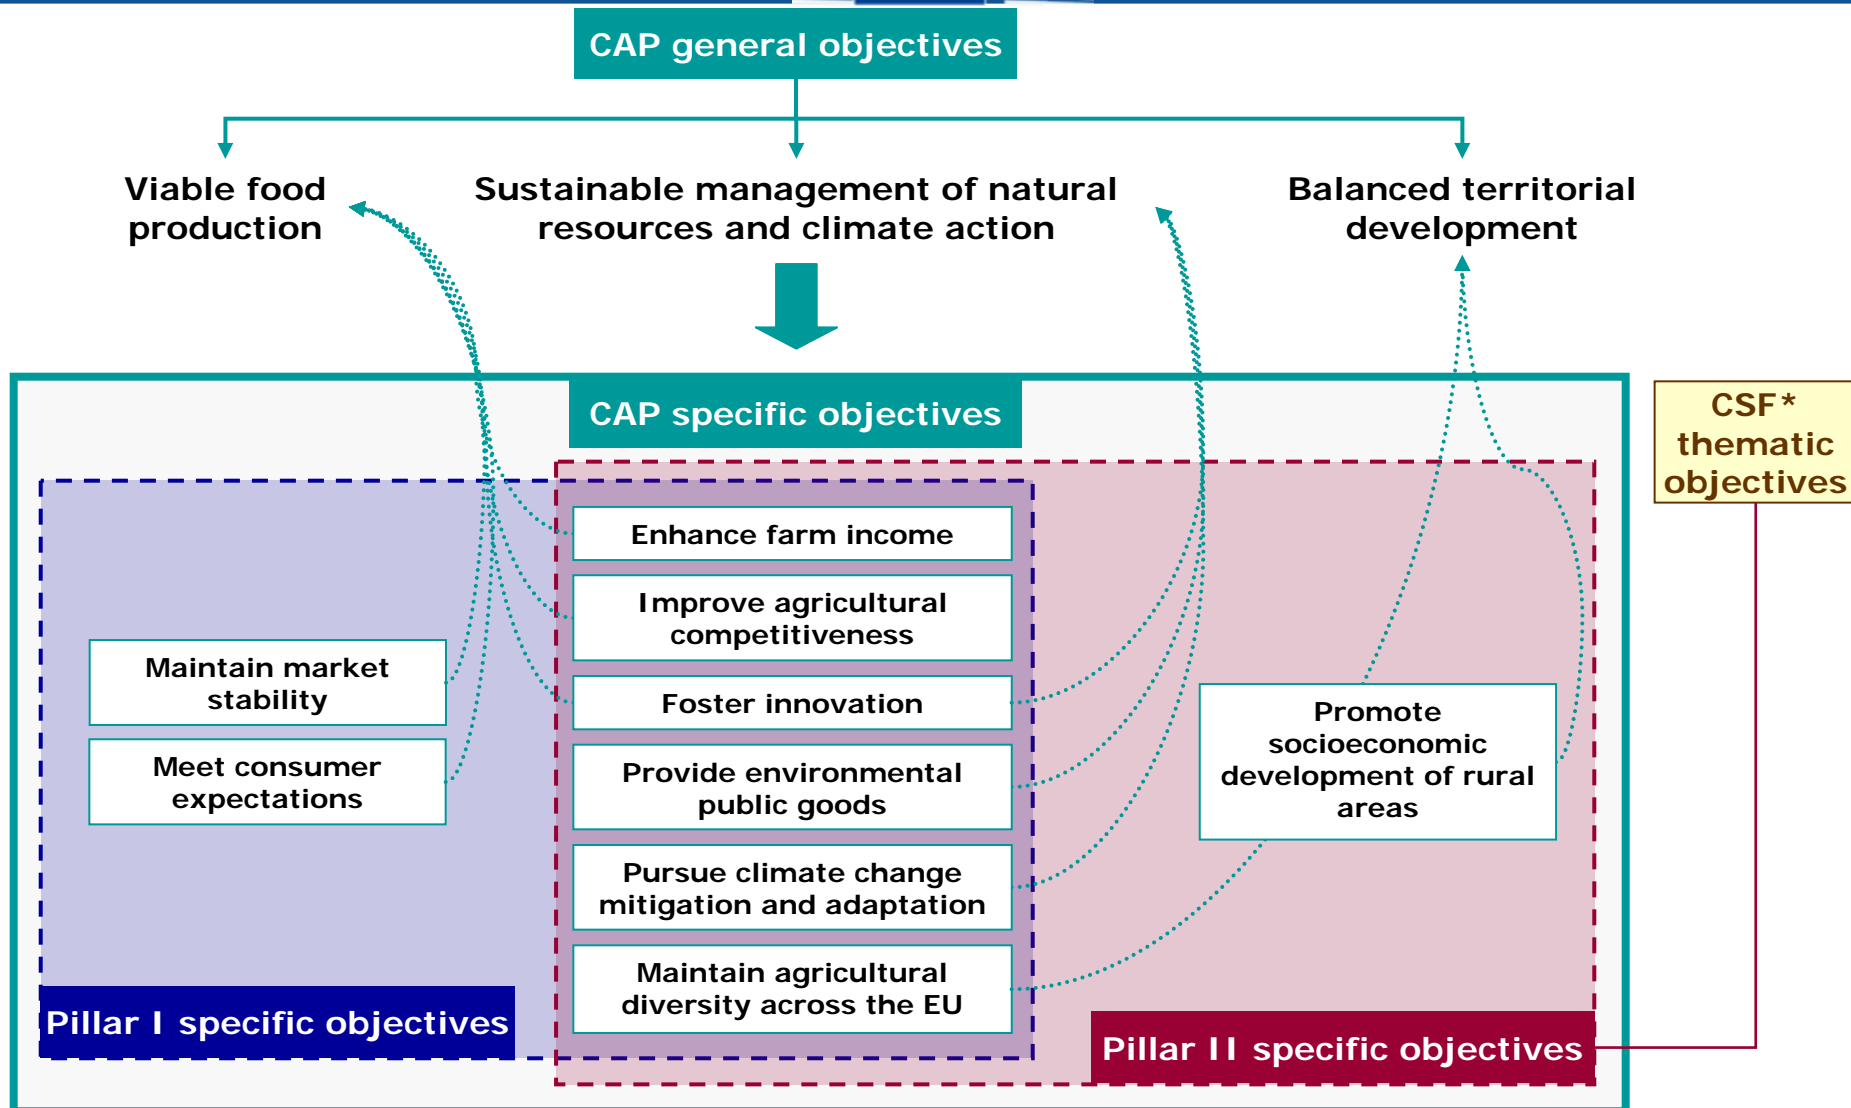 CAP general objectives
Viable food
production
Sustainable management of natural
resources and climate action
Balanced territorial
development
CAP specific objectives
CSF*
thematic
objectives
Enhance farm income
Improve agricultural
competitiveness
Maintain market
stability
Foster innovation
Promote
socioeconomic
development of rural
areas
Meet consumer
expectations
Provide environmental
public goods
Pursue climate change
mitigation and adaptation
Maintain agricultural
diversity across the EU
Pillar I specific objectives
Pillar II specific objectives